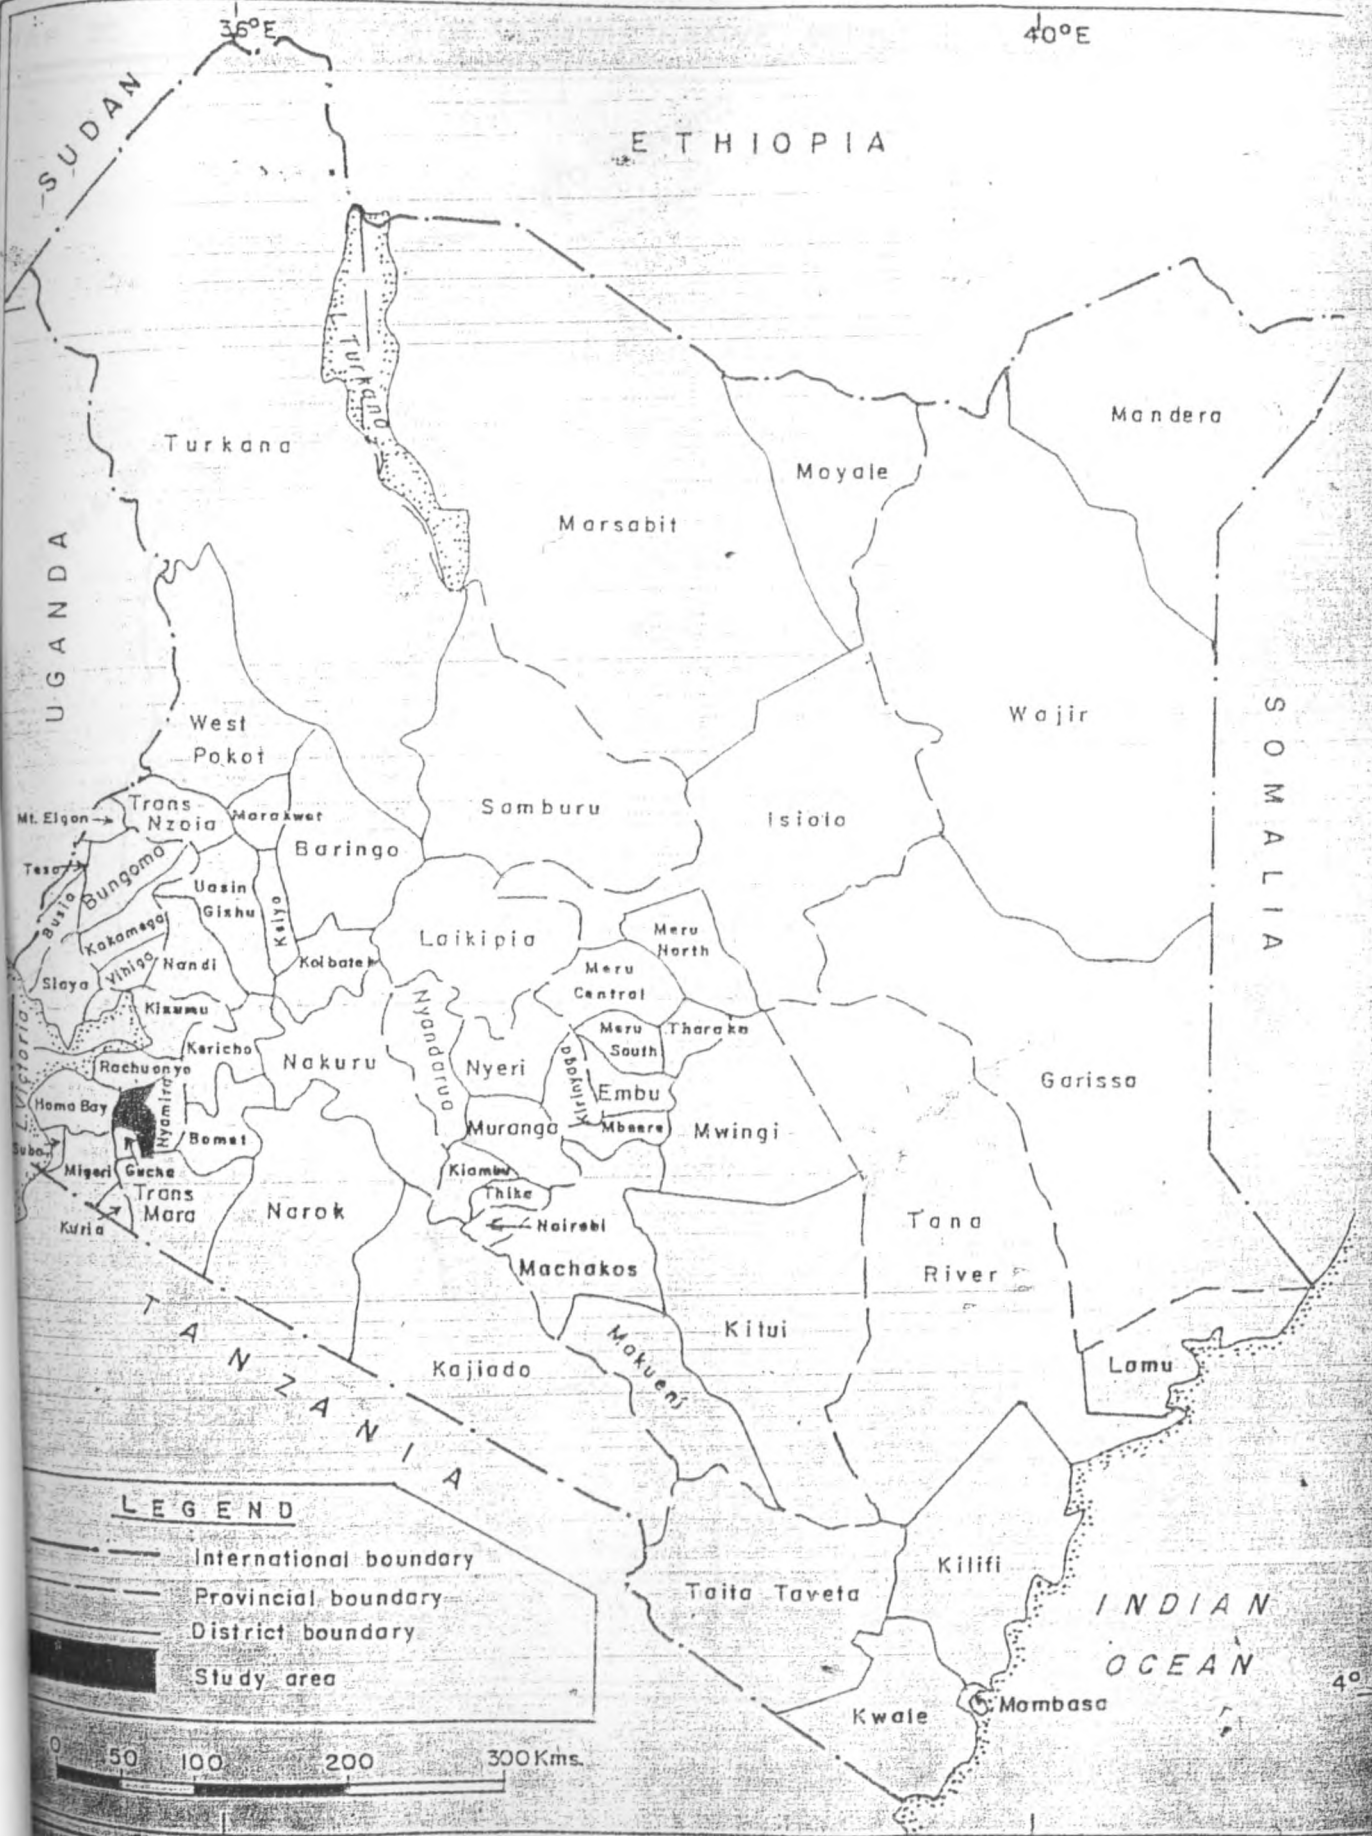 36°E
40°E
SUDAN
ETHIOPIA
L. Turkana
Turkana
Mandera
Moyale
Marsabit
UGANDA
SOMALIA
West
Pokot
Wajir
Samburu
Isiolo
Mt. Elgon
Trans
Nzoia
Marakwet
Baringo
Teso
Bungoma
Busia
Uasin
Gishu
Keiyo
Kakamega
Vihiga
Nandi
Koibatek
Laikipia
Meru
North
Meru
Central
Siaya
Kisumu
Kericho
Nakuru
Nyandarua
Nyeri
Kirinyaga
Meru
South
Tharaka
Garissa
L. Victoria
Rachuonyo
Homa Bay
Nyamira
Bomet
Muranga
Embu
Mbeere
Mwingi
Suba
Migori
Gucha
Trans
Mara
Kuria
Narok
Kiambu
Thika
Nairobi
Machakos
Tana
River
TANZANIA
Kajiado
Makueni
Kitui
Lamu
Taita Taveta
Kilifi
INDIAN
OCEAN
4°
Kwale
Mombasa
LEGEND
International boundary
Provincial boundary
District boundary
Study area
0 50 100 200 300 Kms.